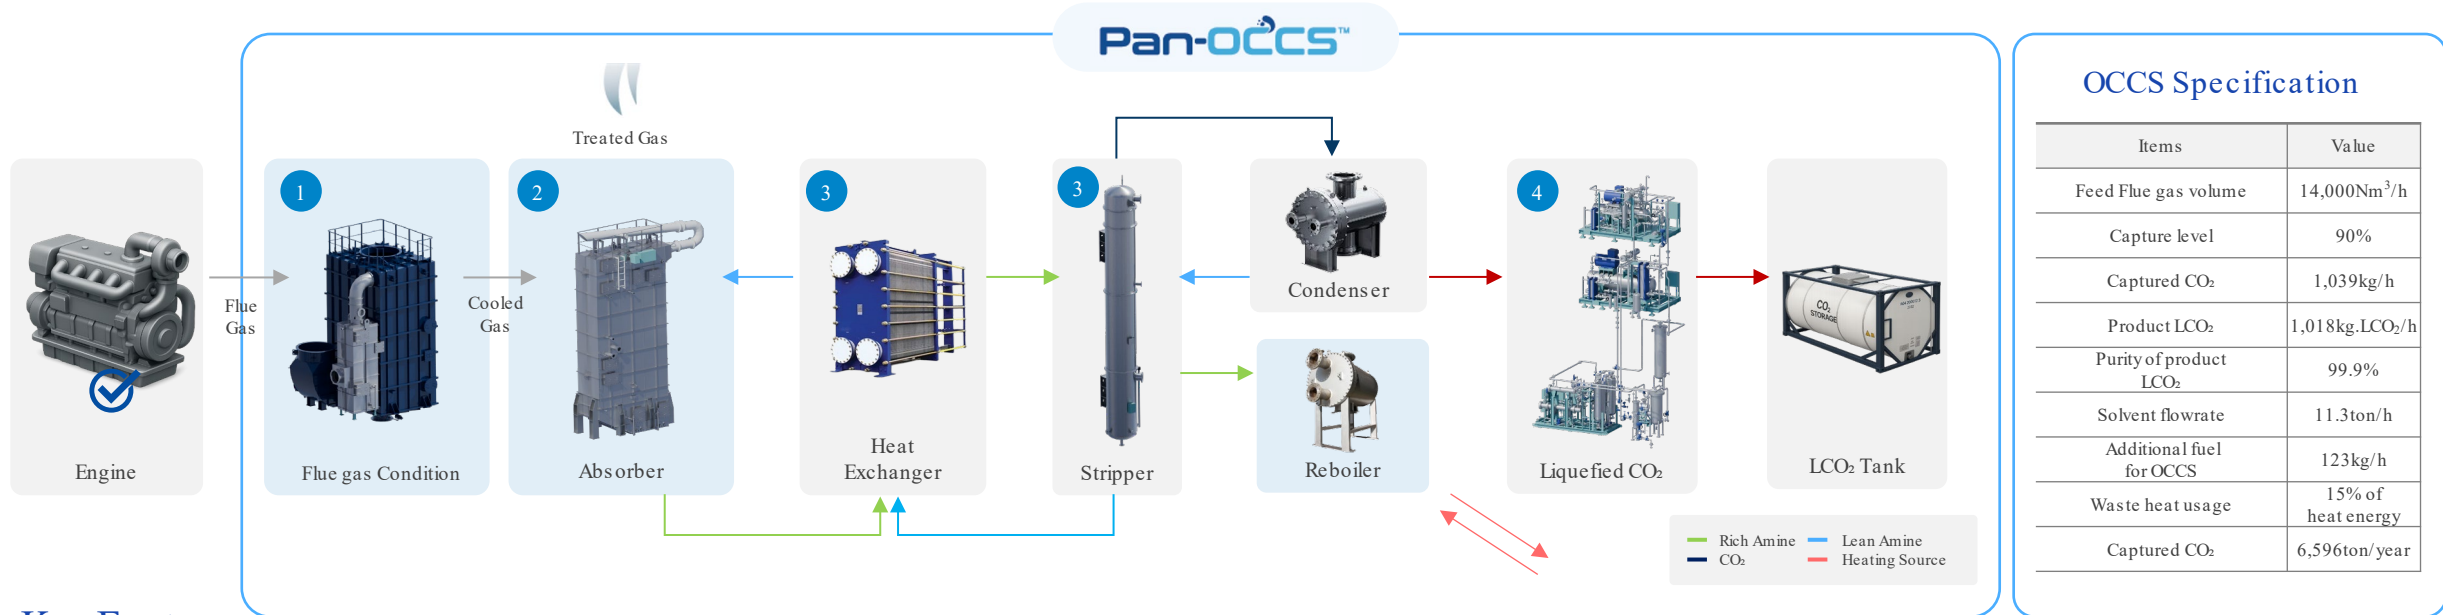 Pan-OCCS™
Treated Gas
1
2
3
3
4
Engine
Flue
Gas
Flue gas Condition
Cooled
Gas
Absorber
Heat
Exchanger
Stripper
Condenser
Reboiler
Liquefied CO₂
CO₂
STORAGE
LCO₂ Tank
Rich Amine
Lean Amine
CO₂
Heating Source
OCCS Specification
Items Value
Feed Flue gas volume 14,000Nm³/h
Capture level 90%
Captured CO₂ 1,039kg/h
Product LCO₂ 1,018kg.LCO₂/h
Purity of product
LCO₂ 99.9%
Solvent flowrate 11.3ton/h
Additional fuel
for OCCS 123kg/h
Waste heat usage 15% of
heat energy
Captured CO₂ 6,596ton/year